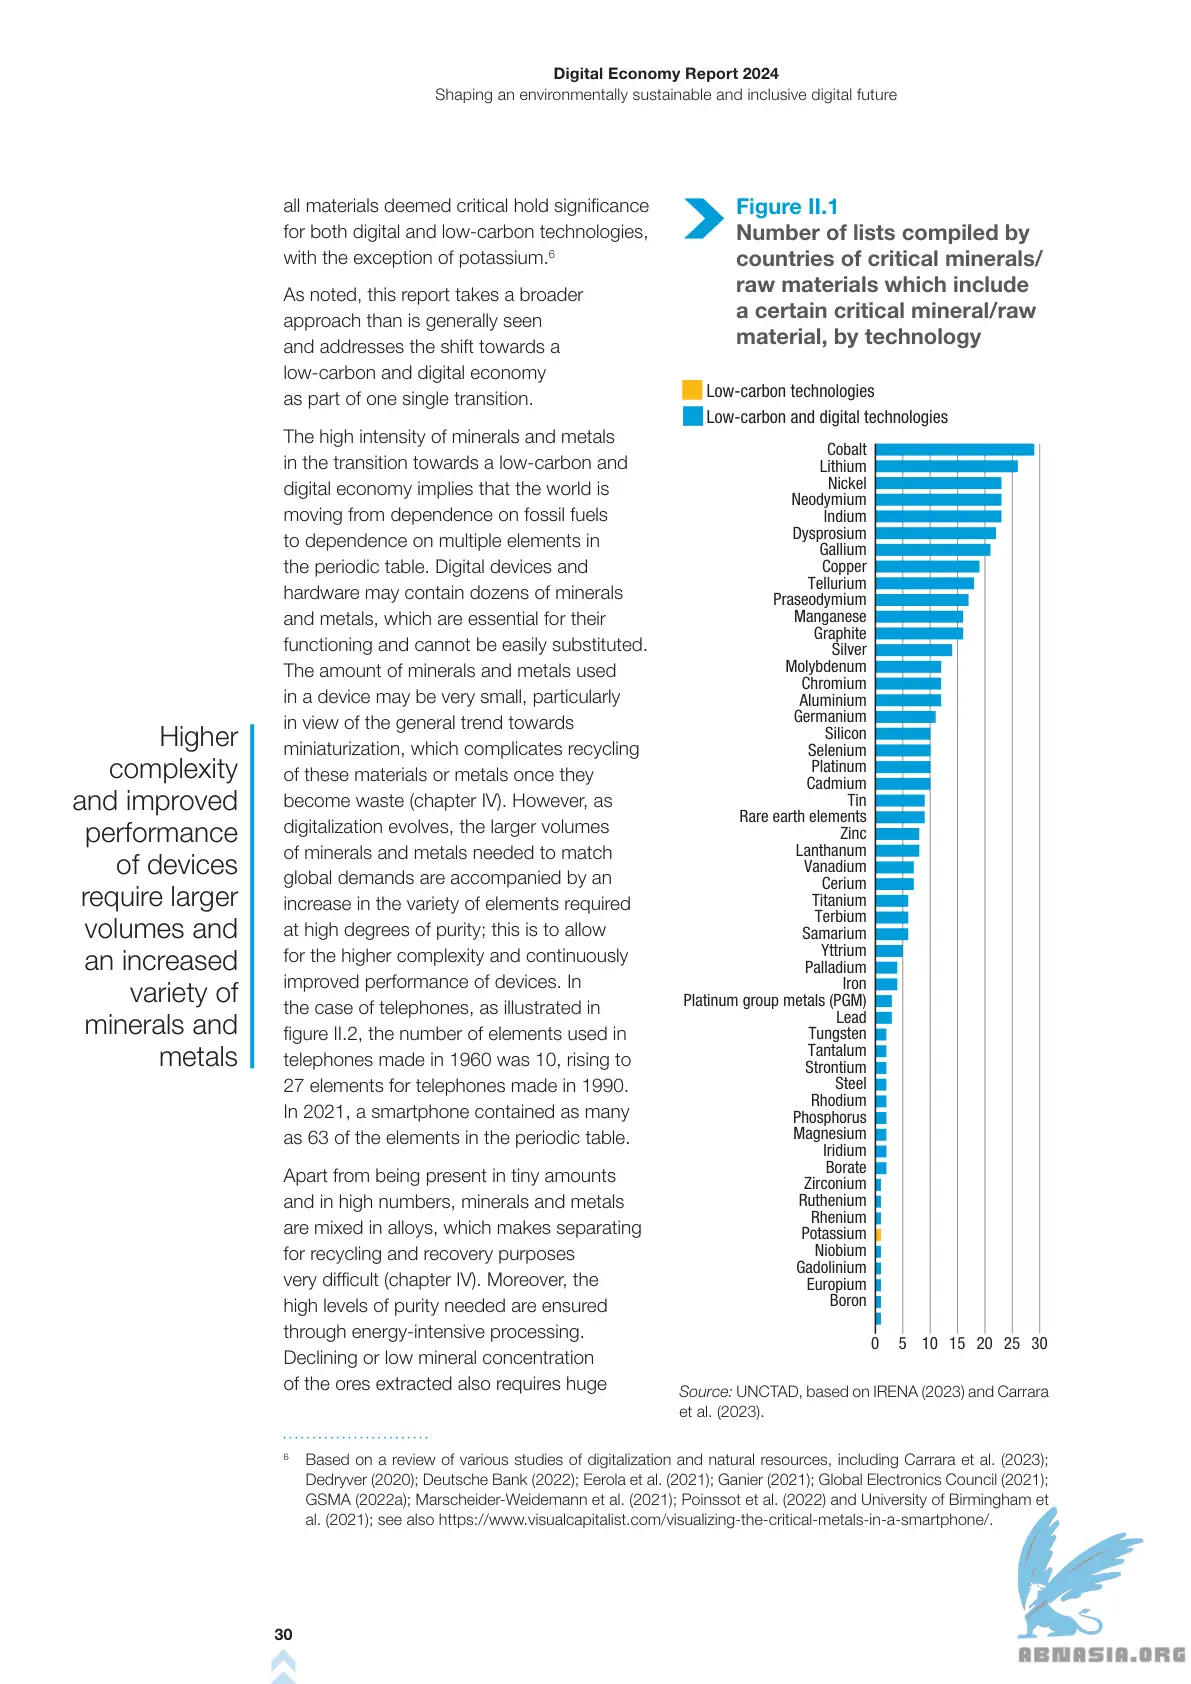 Digital Economy Report 2024
Shaping an environmentally sustainable and inclusive digital future
all materials deemed critical hold significance
for both digital and low-carbon technologies,
with the exception of potassium.6
As noted, this report takes a broader
approach than is generally seen
and addresses the shift towards a
low-carbon and digital economy
as part of one single transition.
The high intensity of minerals and metals
in the transition towards a low-carbon and
digital economy implies that the world is
moving from dependence on fossil fuels
to dependence on multiple elements in
the periodic table. Digital devices and
hardware may contain dozens of minerals
and metals, which are essential for their
functioning and cannot be easily substituted.
The amount of minerals and metals used
in a device may be very small, particularly
in view of the general trend towards
miniaturization, which complicates recycling
of these materials or metals once they
become waste (chapter IV). However, as
digitalization evolves, the larger volumes
of minerals and metals needed to match
global demands are accompanied by an
increase in the variety of elements required
at high degrees of purity; this is to allow
for the higher complexity and continuously
improved performance of devices. In
the case of telephones, as illustrated in
figure II.2, the number of elements used in
telephones made in 1960 was 10, rising to
27 elements for telephones made in 1990.
In 2021, a smartphone contained as many
as 63 of the elements in the periodic table.
Apart from being present in tiny amounts
and in high numbers, minerals and metals
are mixed in alloys, which makes separating
for recycling and recovery purposes
very difficult (chapter IV). Moreover, the
high levels of purity needed are ensured
through energy-intensive processing.
Declining or low mineral concentration
of the ores extracted also requires huge
Higher
complexity
and improved
performance
of devices
require larger
volumes and
an increased
variety of
minerals and
metals
Figure II.1
Number of lists compiled by
countries of critical minerals/
raw materials which include
a certain critical mineral/raw
material, by technology
Low-carbon technologies
Low-carbon and digital technologies
Cobalt
Lithium
Nickel
Neodymium
Indium
Dysprosium
Gallium
Copper
Tellurium
Praseodymium
Manganese
Graphite
Silver
Molybdenum
Chromium
Aluminium
Germanium
Silicon
Selenium
Platinum
Cadmium
Tin
Rare earth elements
Zinc
Lanthanum
Vanadium
Cerium
Titanium
Terbium
Samarium
Yttrium
Palladium
Iron
Platinum group metals (PGM)
Lead
Tungsten
Tantalum
Strontium
Steel
Rhodium
Phosphorus
Magnesium
Iridium
Borate
Zirconium
Ruthenium
Rhenium
Potassium
Niobium
Gadolinium
Europium
Boron
0 5 10 15 20 25 30
Source: UNCTAD, based on IRENA (2023) and Carrara
et al. (2023).
6 Based on a review of various studies of digitalization and natural resources, including Carrara et al. (2023);
Dedryver (2020); Deutsche Bank (2022); Eerola et al. (2021); Ganier (2021); Global Electronics Council (2021);
GSMA (2022a); Marscheider-Weidemann et al. (2021); Poinssot et al. (2022) and University of Birmingham et
al. (2021); see also https://www.visualcapitalist.com/visualizing-the-critical-metals-in-a-smartphone/.
30
ABNASIA.ORG